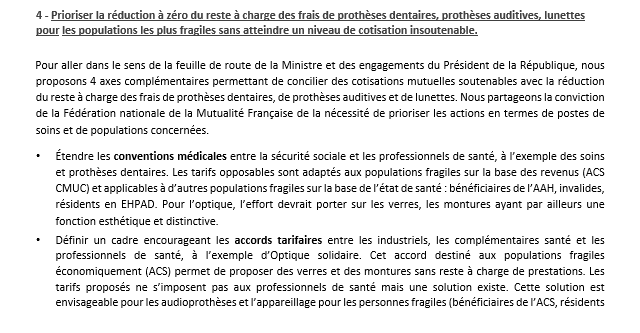 4 - Prioriser la réduction à zéro du reste à charge des frais de prothèses dentaires, prothèses auditives, lunettes
pour les populations les plus fragiles sans atteindre un niveau de cotisation insoutenable.
Pour aller dans le sens de la feuille de route de la Ministre et des engagements du Président de la République, nous
proposons 4 axes complémentaires permettant de concilier des cotisations mutuelles soutenables avec la réduction
du reste à charge des frais de prothèses dentaires, de prothèses auditives et de lunettes. Nous partageons la conviction
de la Fédération nationale de la Mutualité Française de la nécessité de prioriser les actions en termes de postes de
soins et de populations concernées.
• Étendre les conventions médicales entre la sécurité sociale et les professionnels de santé, à l'exemple des soins
et prothèses dentaires. Les tarifs opposables sont adaptés aux populations fragiles sur la base des revenus (ACS
CMUC) et applicables à d'autres populations fragiles sur la base de l'état de santé : bénéficiaires de l'AAH, invalides,
résidents en EHPAD. Pour l'optique, l'effort devrait porter sur les verres, les montures ayant par ailleurs une
fonction esthétique et distinctive.
• Définir un cadre encourageant les accords tarifaires entre les industriels, les complémentaires santé et les
professionnels de santé, à l'exemple d'Optique solidaire. Cet accord destiné aux populations fragiles
économiquement (ACS) permet de proposer des verres et des montures sans reste à charge de prestations. Les
tarifs proposés ne s'imposent pas aux professionnels de santé mais une solution existe. Cette solution est
envisageable pour les audioprothèses et l'appareillage pour les personnes fragiles (bénéficiaires de l'ACS, résidents